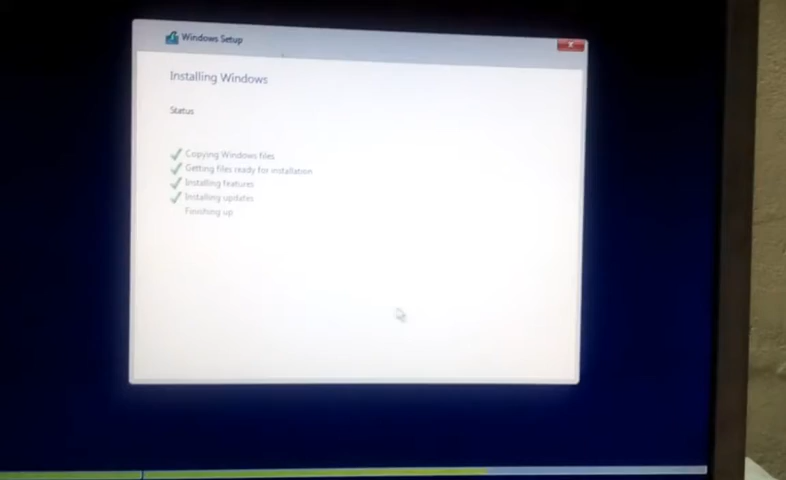 Windows Setup
Installing Windows
Status
Copying Windows files
Getting files ready for installation
Installing features
Installing updates
Finishing up